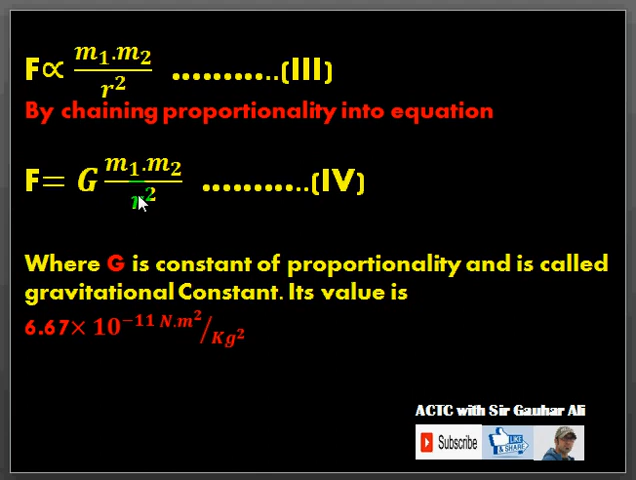 F∝ m₁.m₂/r² ............(III)
By chaining proportionality into equation
F= G m₁.m₂/r² .............(IV)
Where G is constant of proportionality and is called
gravitational Constant. Its value is
6.67× 10⁻¹¹ N.m²/Kg²
ACTC with Sir Gauhar Ali
Subscribe
LIKE & SHARE